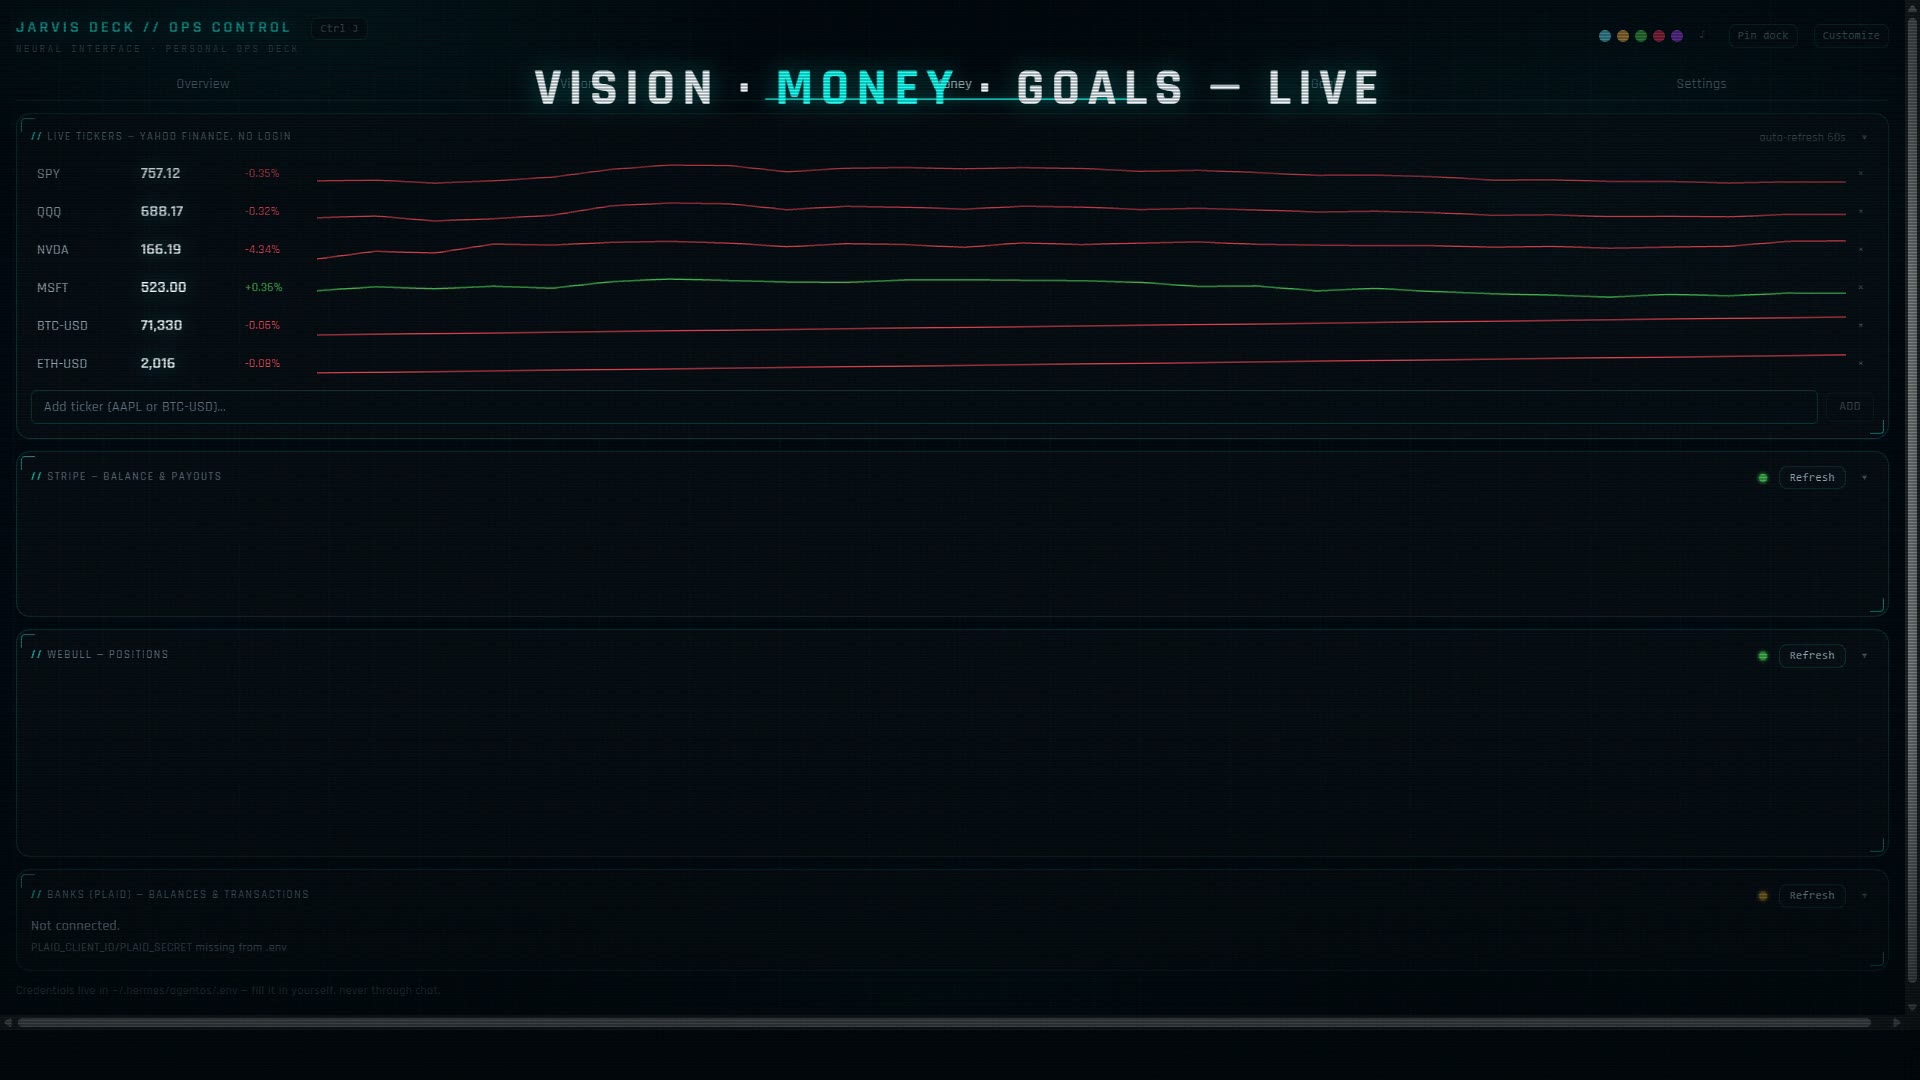 JARVIS DECK // OPS CONTROL
Ctrl J
NEURAL INTERFACE · PERSONAL OPS DECK
Pin dock
Customize
Overview
Settings
VISION · MONEY · GOALS — LIVE
// LIVE TICKERS — YAHOO FINANCE, NO LOGIN
auto-refresh 60s
SPY 757.12 -0.35%
QQQ 688.17 -0.32%
NVDA 166.19 -4.34%
MSFT 523.00 +0.36%
BTC-USD 71,330 -0.06%
ETH-USD 2,016 -0.08%
Add ticker (AAPL or BTC-USD)...
ADD
// STRIPE — BALANCE & PAYOUTS
Refresh
// WEBULL — POSITIONS
Refresh
// BANKS (PLAID) — BALANCES & TRANSACTIONS
Refresh
Not connected.
PLAID_CLIENT_ID/PLAID_SECRET missing from .env
Credentials live in ~/.hermes/agentos/.env — fill it in yourself, never through chat.